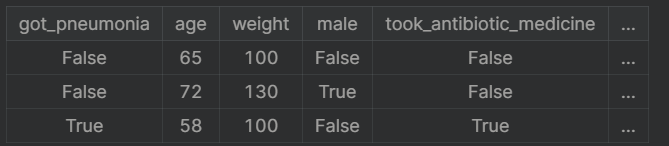 got_pneumonia age weight male took_antibiotic_medicine ...
False 65 100 False False ...
False 72 130 True False ...
True 58 100 False True ...